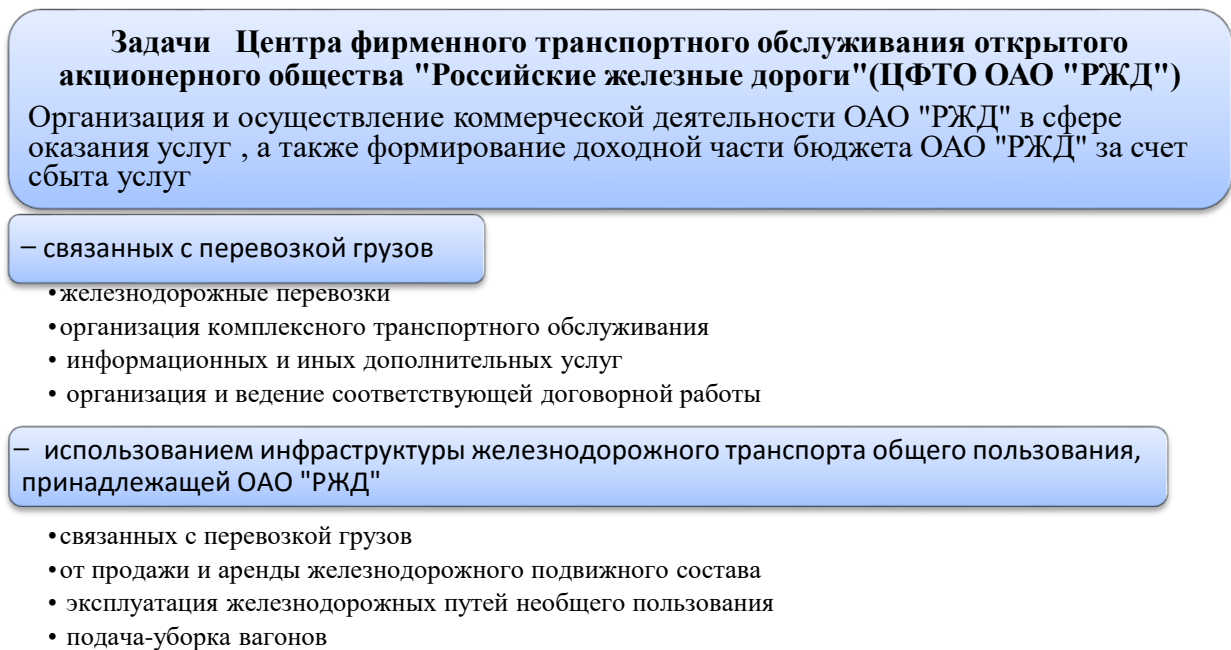 Задачи Центра фирменного транспортного обслуживания открытого
акционерного общества "Российские железные дороги"(ЦФТО ОАО "РЖД")
Организация и осуществление коммерческой деятельности ОАО "РЖД" в сфере
оказания услуг , а также формирование доходной части бюджета ОАО "РЖД" за счет
сбыта услуг
– связанных с перевозкой грузов
•железнодорожные перевозки
•организация комплексного транспортного обслуживания
• информационных и иных дополнительных услуг
• организация и ведение соответствующей договорной работы
– использованием инфраструктуры железнодорожного транспорта общего пользования,
принадлежащей ОАО "РЖД"
•связанных с перевозкой грузов
•от продажи и аренды железнодорожного подвижного состава
• эксплуатация железнодорожных путей необщего пользования
• подача-уборка вагонов